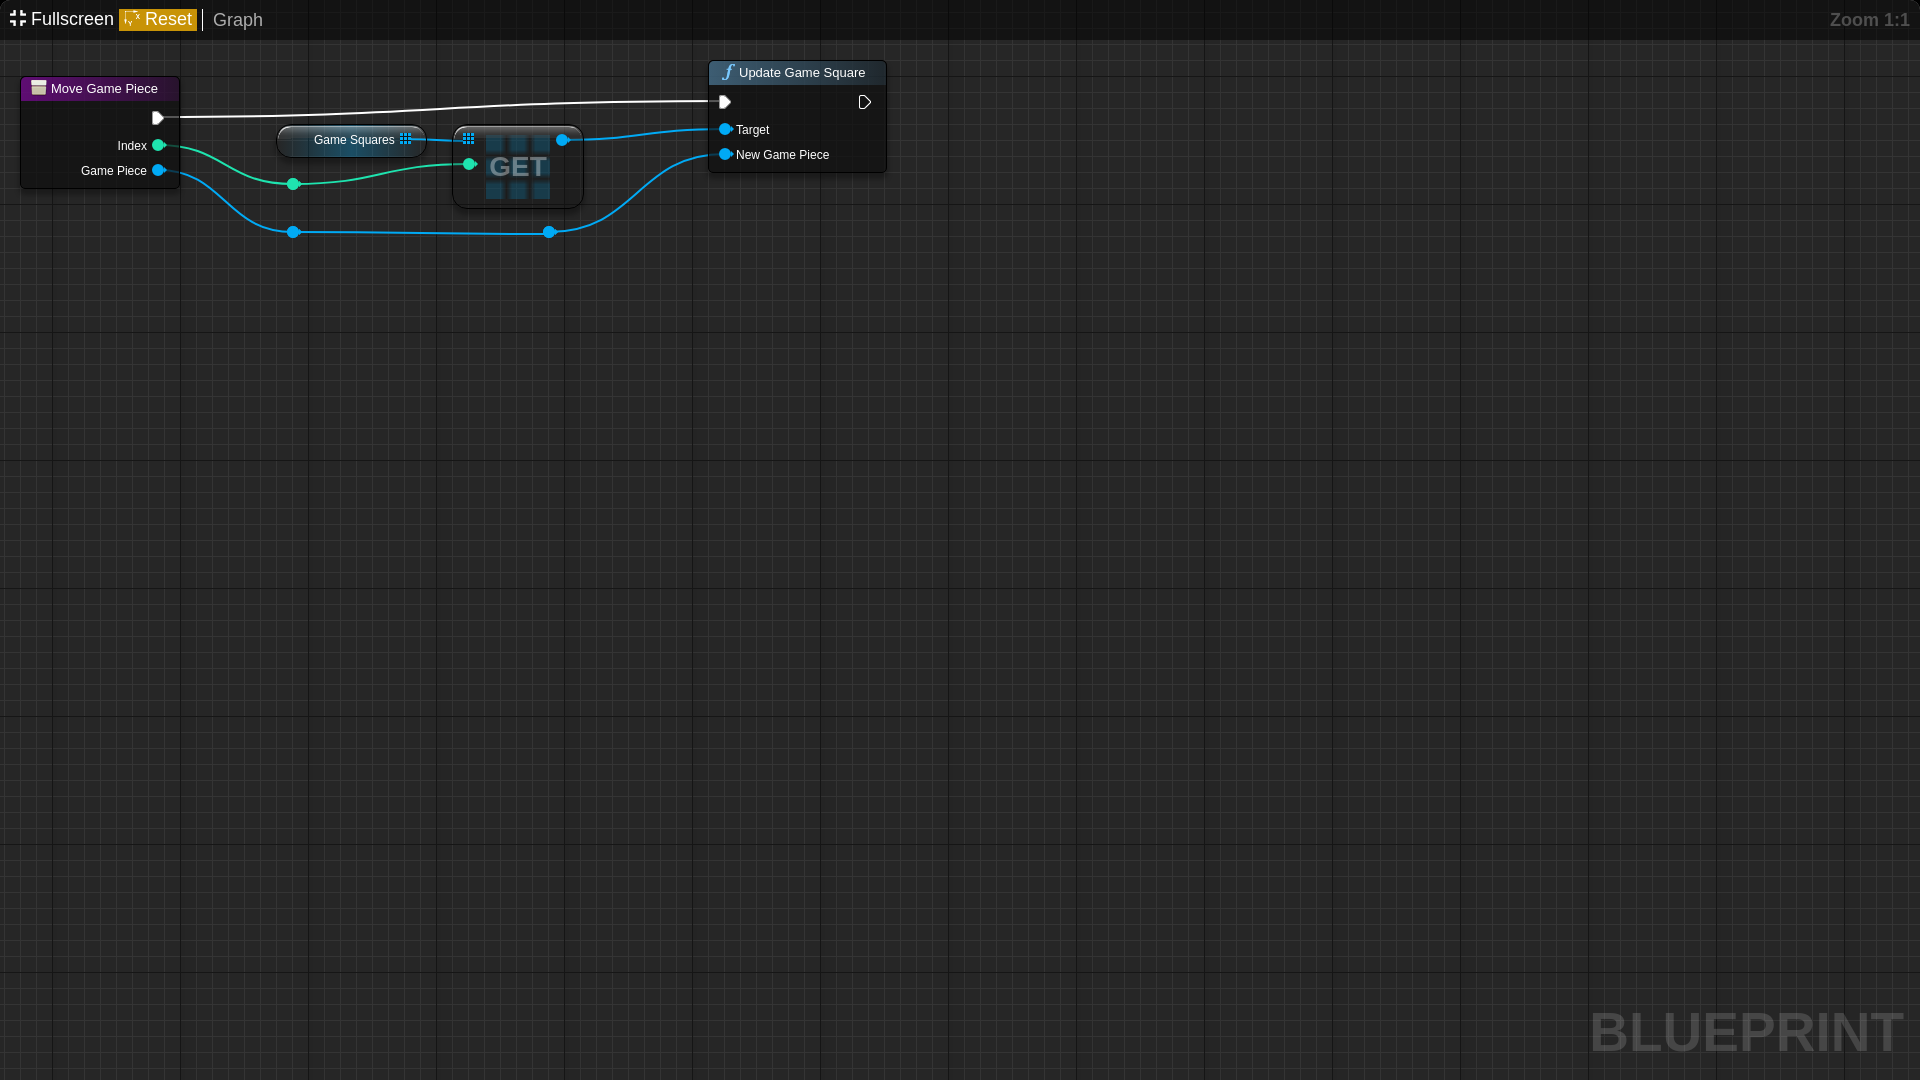 Fullscreen Reset Graph
Zoom 1:1
Move Game Piece
Index
Game Piece
Game Squares
GET
Update Game Square
Target
New Game Piece
BLUEPRINT